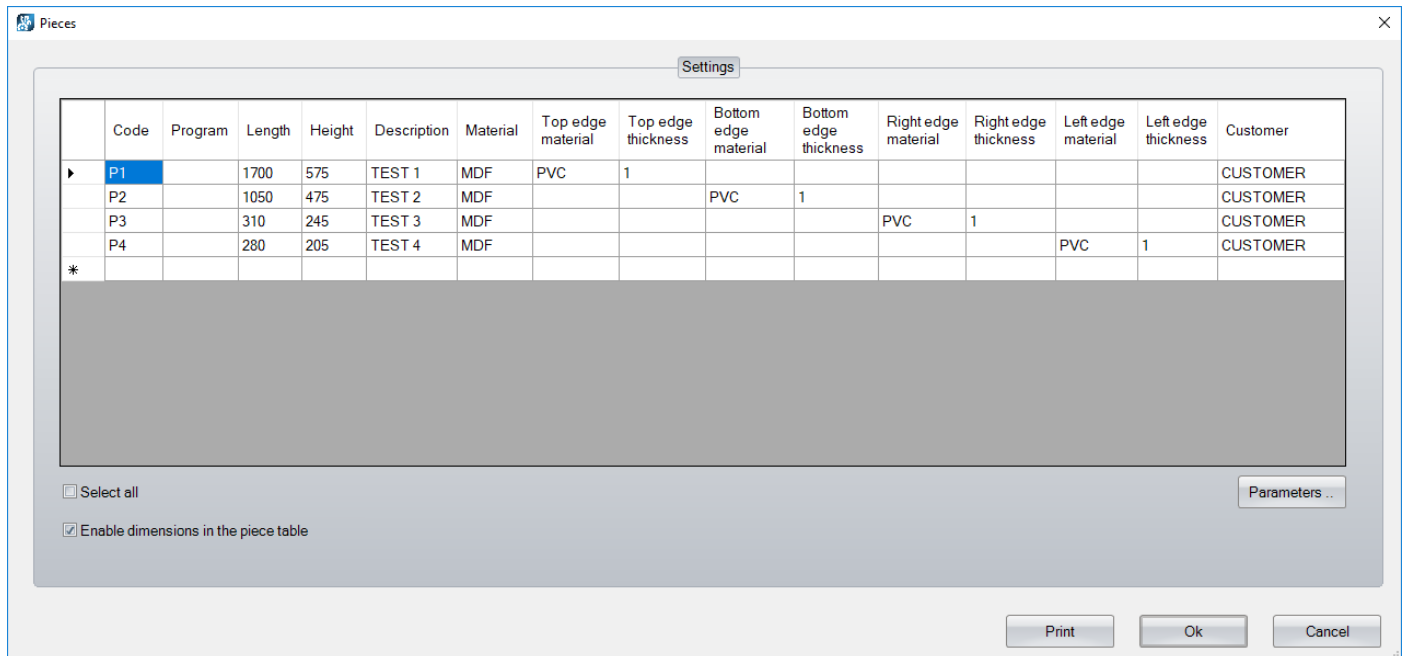 Pieces
Settings
Code Program Length Height Description Material Top edge material Top edge thickness Bottom edge material Bottom edge thickness Right edge material Right edge thickness Left edge material Left edge thickness Customer
P1 1700 575 TEST 1 MDF PVC 1 CUSTOMER
P2 1050 475 TEST 2 MDF PVC 1 CUSTOMER
P3 310 245 TEST 3 MDF PVC 1 CUSTOMER
P4 280 205 TEST 4 MDF PVC 1 CUSTOMER
Select all
Parameters ..
Enable dimensions in the piece table
Print Ok Cancel